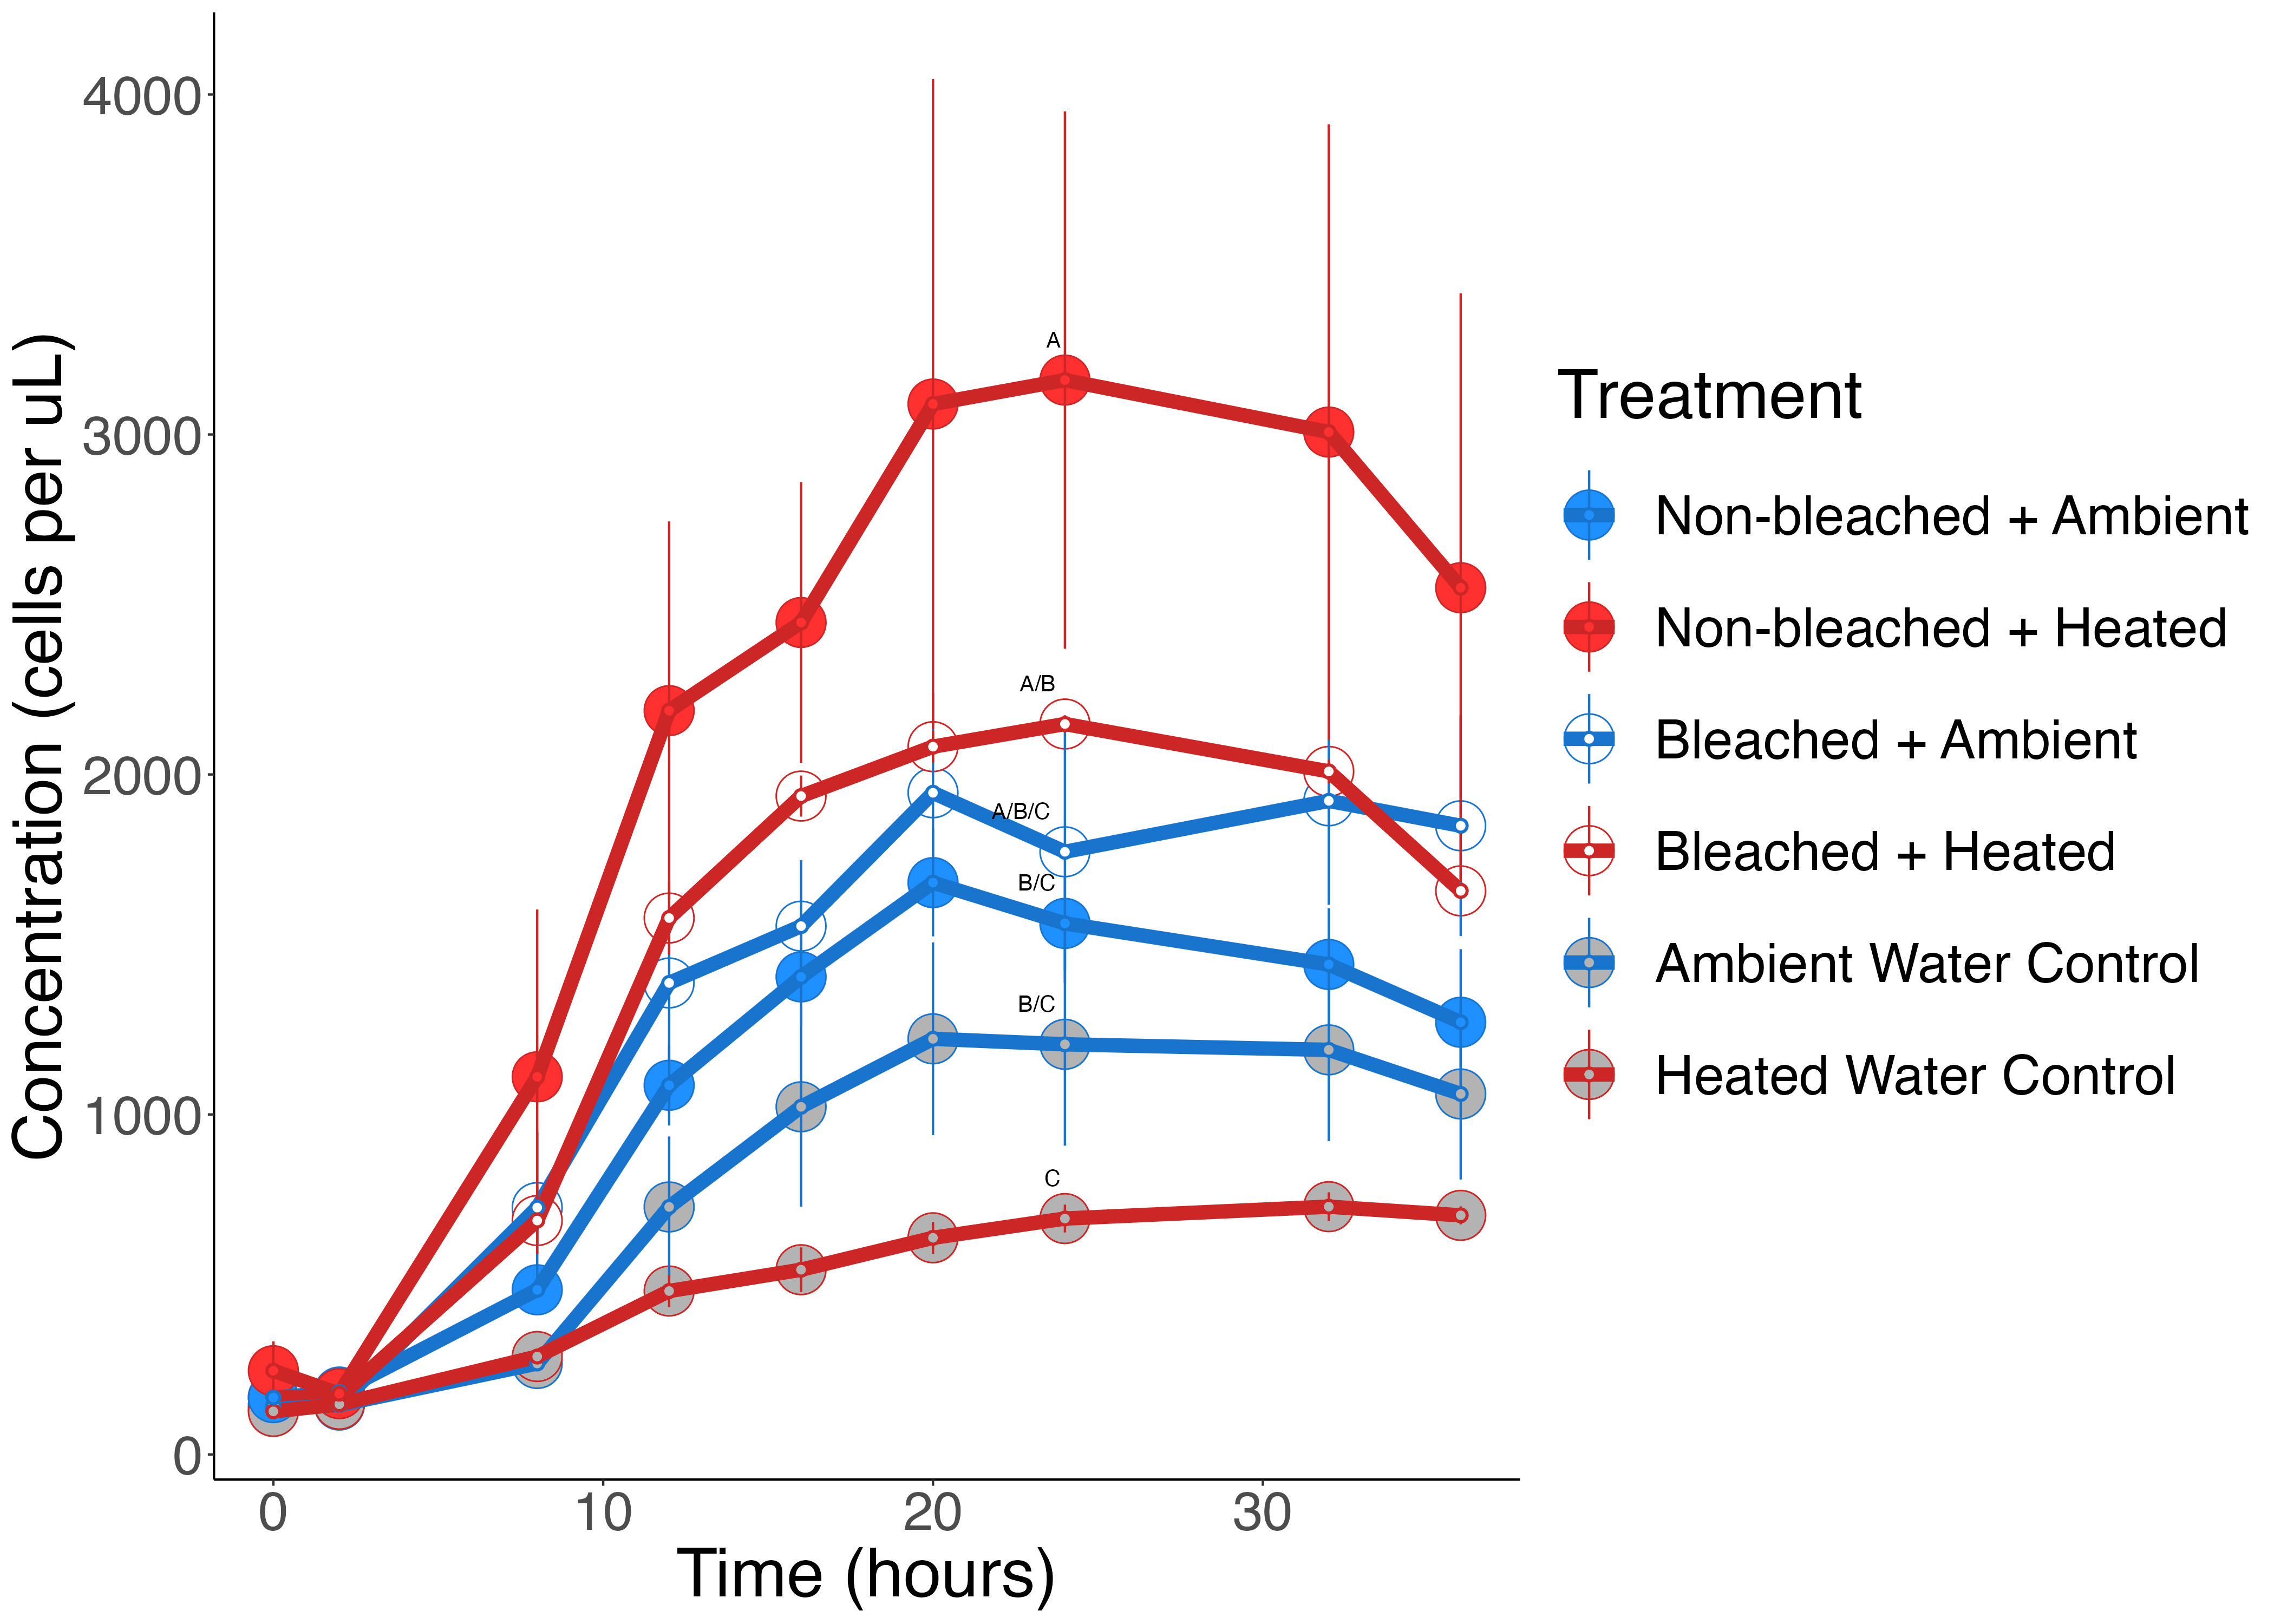 Concentration (cells per uL)
4000
3000
2000
1000
0
A
A/B
A/B/C
B/C
B/C
C
0 10 20 30
Time (hours)
Treatment
Non-bleached + Ambient
Non-bleached + Heated
Bleached + Ambient
Bleached + Heated
Ambient Water Control
Heated Water Control